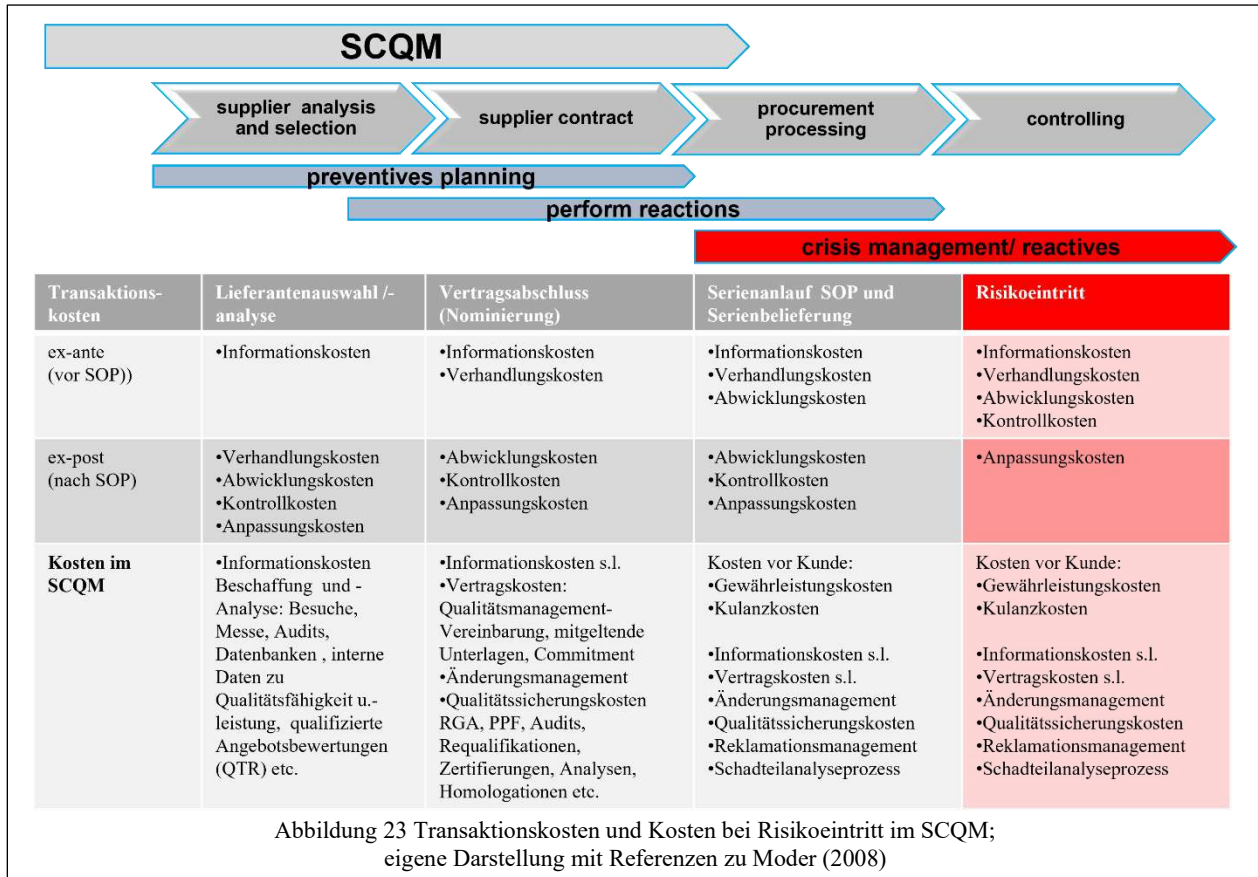 SCQM
supplier analysis
and selection
supplier contract
procurement
processing
controlling
preventives planning
perform reactions
crisis management/ reactives
Transaktions-
kosten
Lieferantenauswahl /-
analyse
Vertragsabschluss
(Nominierung)
Serienanlauf SOP und
Serienbelieferung
Risikoeintritt
ex-ante
(vor SOP))
•Informationskosten
•Informationskosten
•Verhandlungskosten
•Informationskosten
•Verhandlungskosten
•Abwicklungskosten
•Informationskosten
•Verhandlungskosten
•Abwicklungskosten
•Kontrollkosten
ex-post
(nach SOP)
•Verhandlungskosten
•Abwicklungskosten
•Kontrollkosten
•Anpassungskosten
•Abwicklungskosten
•Kontrollkosten
•Anpassungskosten
•Abwicklungskosten
•Kontrollkosten
•Anpassungskosten
•Anpassungskosten
Kosten im
SCQM
•Informationskosten
Beschaffung und -
Analyse: Besuche,
Messe, Audits,
Datenbanken , interne
Daten zu
Qualitätsfähigkeit u.-
leistung, qualifizierte
Angebotsbewertungen
(QTR) etc.
•Informationskosten s.l.
•Vertragskosten:
Qualitätsmanagement-
Vereinbarung, mitgeltende
Unterlagen, Commitment
•Änderungsmanagement
•Qualitätssicherungskosten
RGA, PPF, Audits,
Requalifikationen,
Zertifierungen, Analysen,
Homologationen etc.
Kosten vor Kunde:
•Gewährleistungskosten
•Kulanzkosten
•Informationskosten s.l.
•Vertragskosten s.l.
•Änderungsmanagement
•Qualitätssicherungskosten
•Reklamationsmanagement
•Schadteilanalyseprozess
Kosten vor Kunde:
•Gewährleistungskosten
•Kulanzkosten
•Informationskosten s.l.
•Vertragskosten s.l.
•Änderungsmanagement
•Qualitätssicherungskosten
•Reklamationsmanagement
•Schadteilanalyseprozess
Abbildung 23 Transaktionskosten und Kosten bei Risikoeintritt im SCQM;
eigene Darstellung mit Referenzen zu Moder (2008)